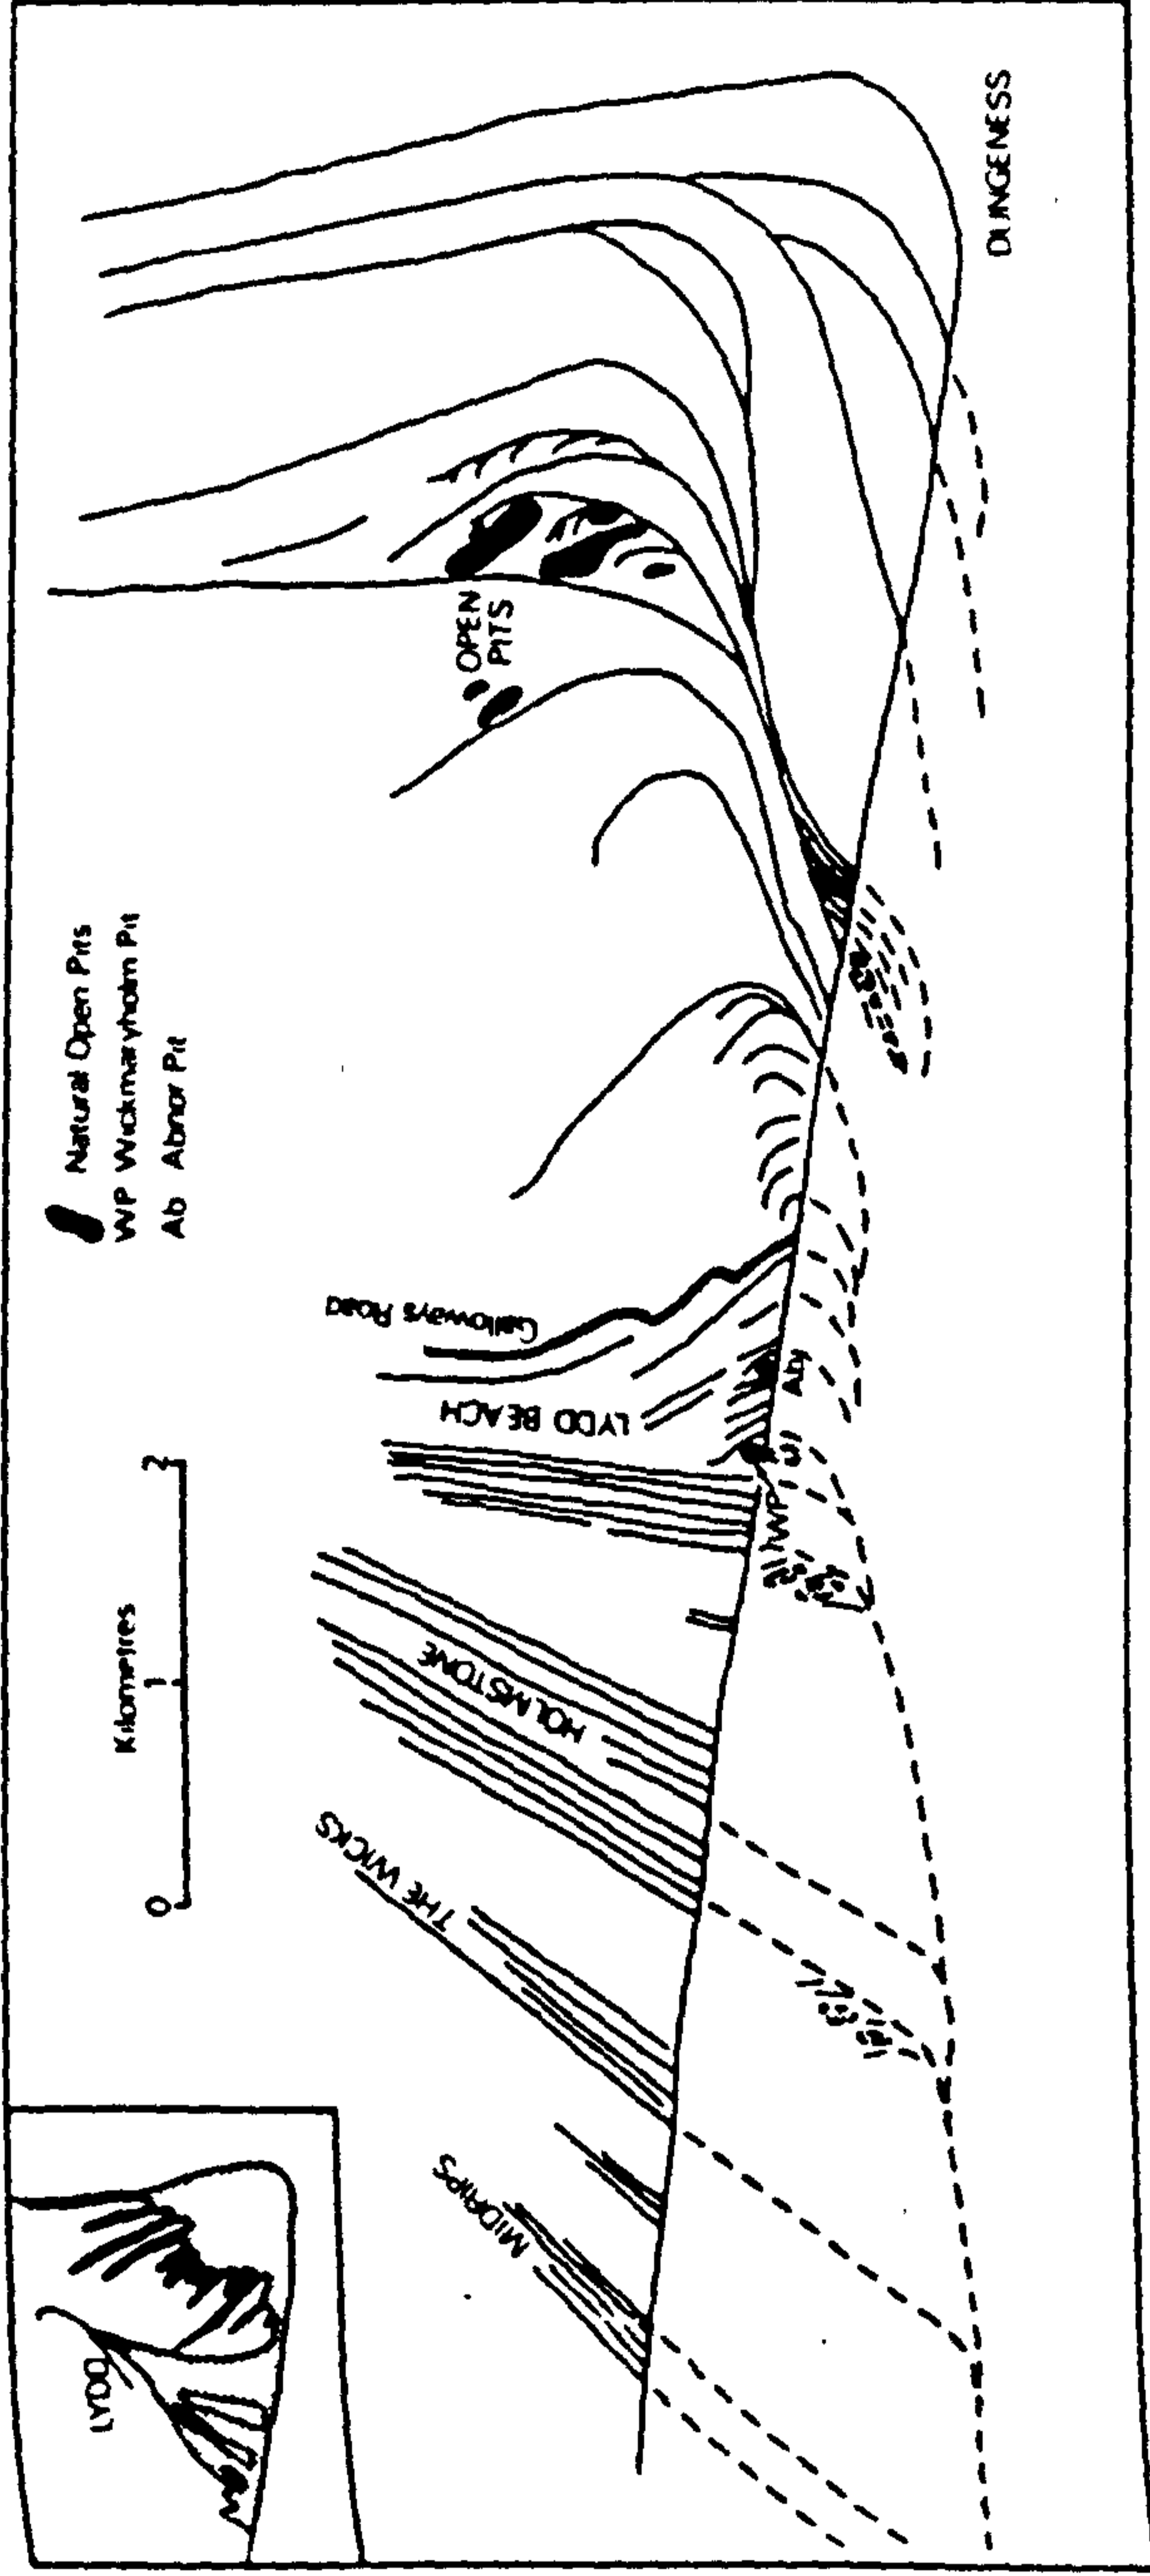 LYDD
Kilometres
0 1 2
Natural Open Pits
WP Wickmaryholm Pit
Ab Abnor Pit
MIDRIPS
THE WICKS
HOLMSTONE
LYDD BEACH
Galloways Road
OPEN
PITS
WP
Ab
DUNGENESS